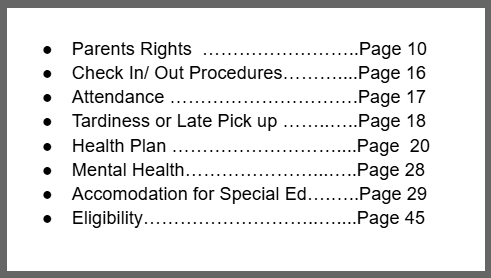 ● Parents Rights ……………………..Page 10
● Check In/ Out Procedures………....Page 16
● Attendance ………………………….Page 17
● Tardiness or Late Pick up ……..…..Page 18
● Health Plan ………………………....Page 20
● Mental Health…………………...…..Page 28
● Accomodation for Special Ed….…..Page 29
● Eligibility………………………..…....Page 45